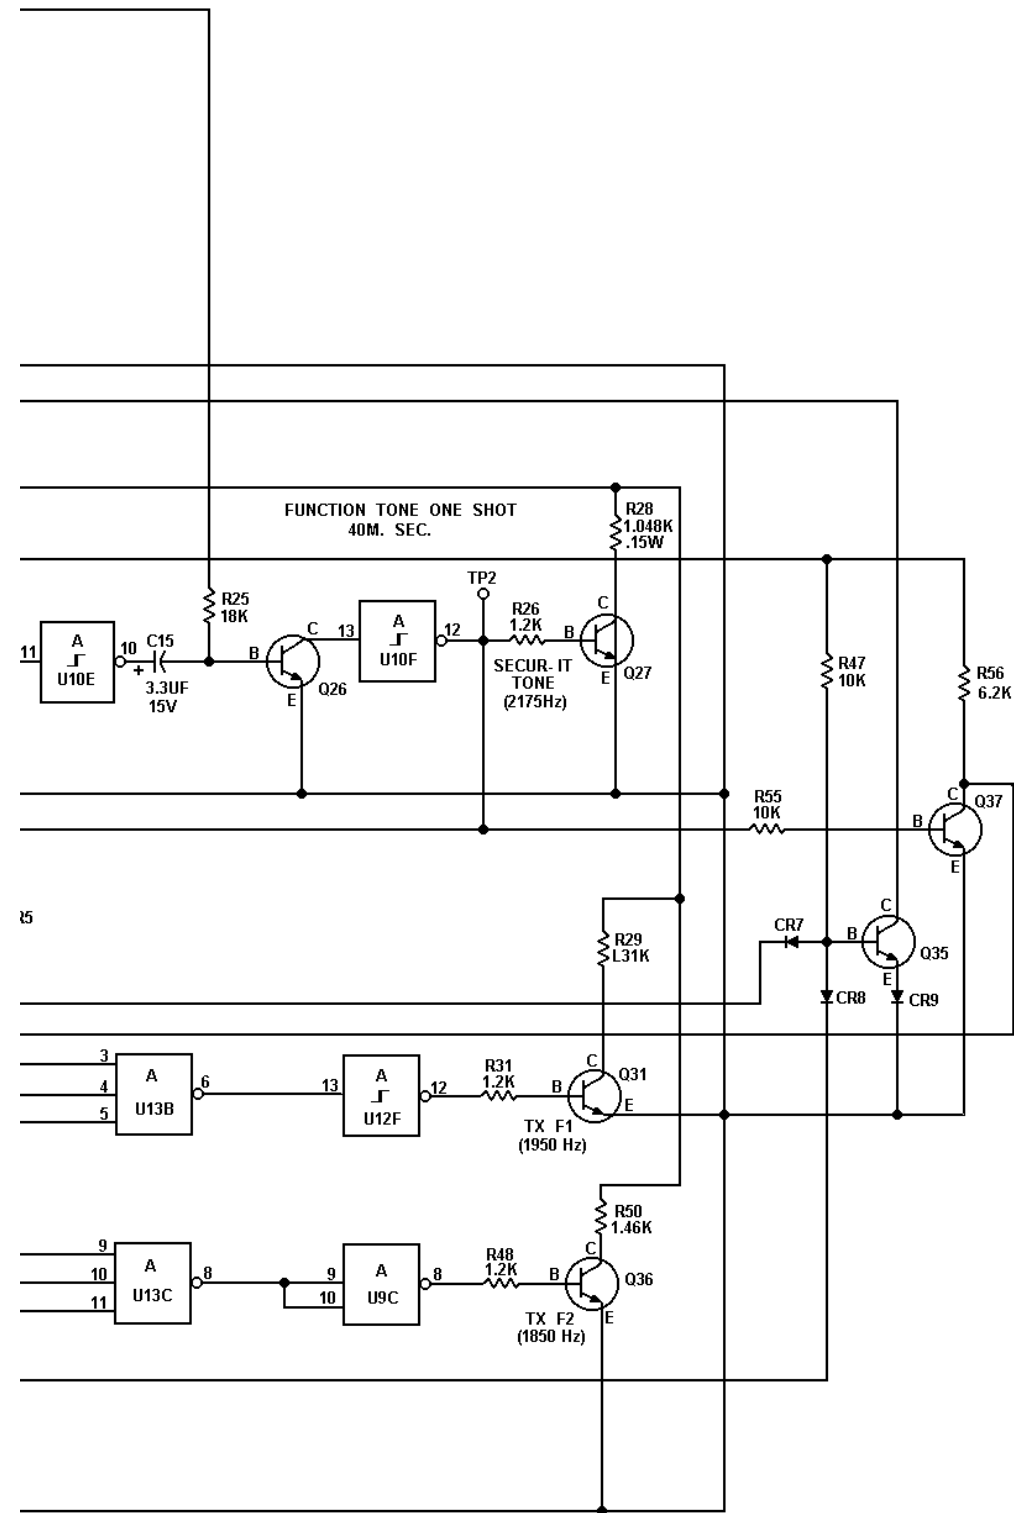 FUNCTION TONE ONE SHOT
40M. SEC.
R28
1.048K
.15W
TP2
R25
18K
11
A
U10E
10
C15
+
3.3UF
15V
B
C
E
Q26
13
A
U10F
12
R26
1.2K
SECUR- IT
TONE
(2175Hz)
B
C
E
Q27
R47
10K
R56
6.2K
R55
10K
B
C
E
Q37
R5
R29
L31K
CR7
B
C
E
Q35
CR8
CR9
3
4
5
A
U13B
6
13
A
U12F
12
R31
1.2K
B
C
E
Q31
TX F1
(1950 Hz)
R50
1.46K
9
10
11
A
U13C
8
9
10
A
U9C
8
R48
1.2K
B
C
E
Q36
TX F2
(1850 Hz)